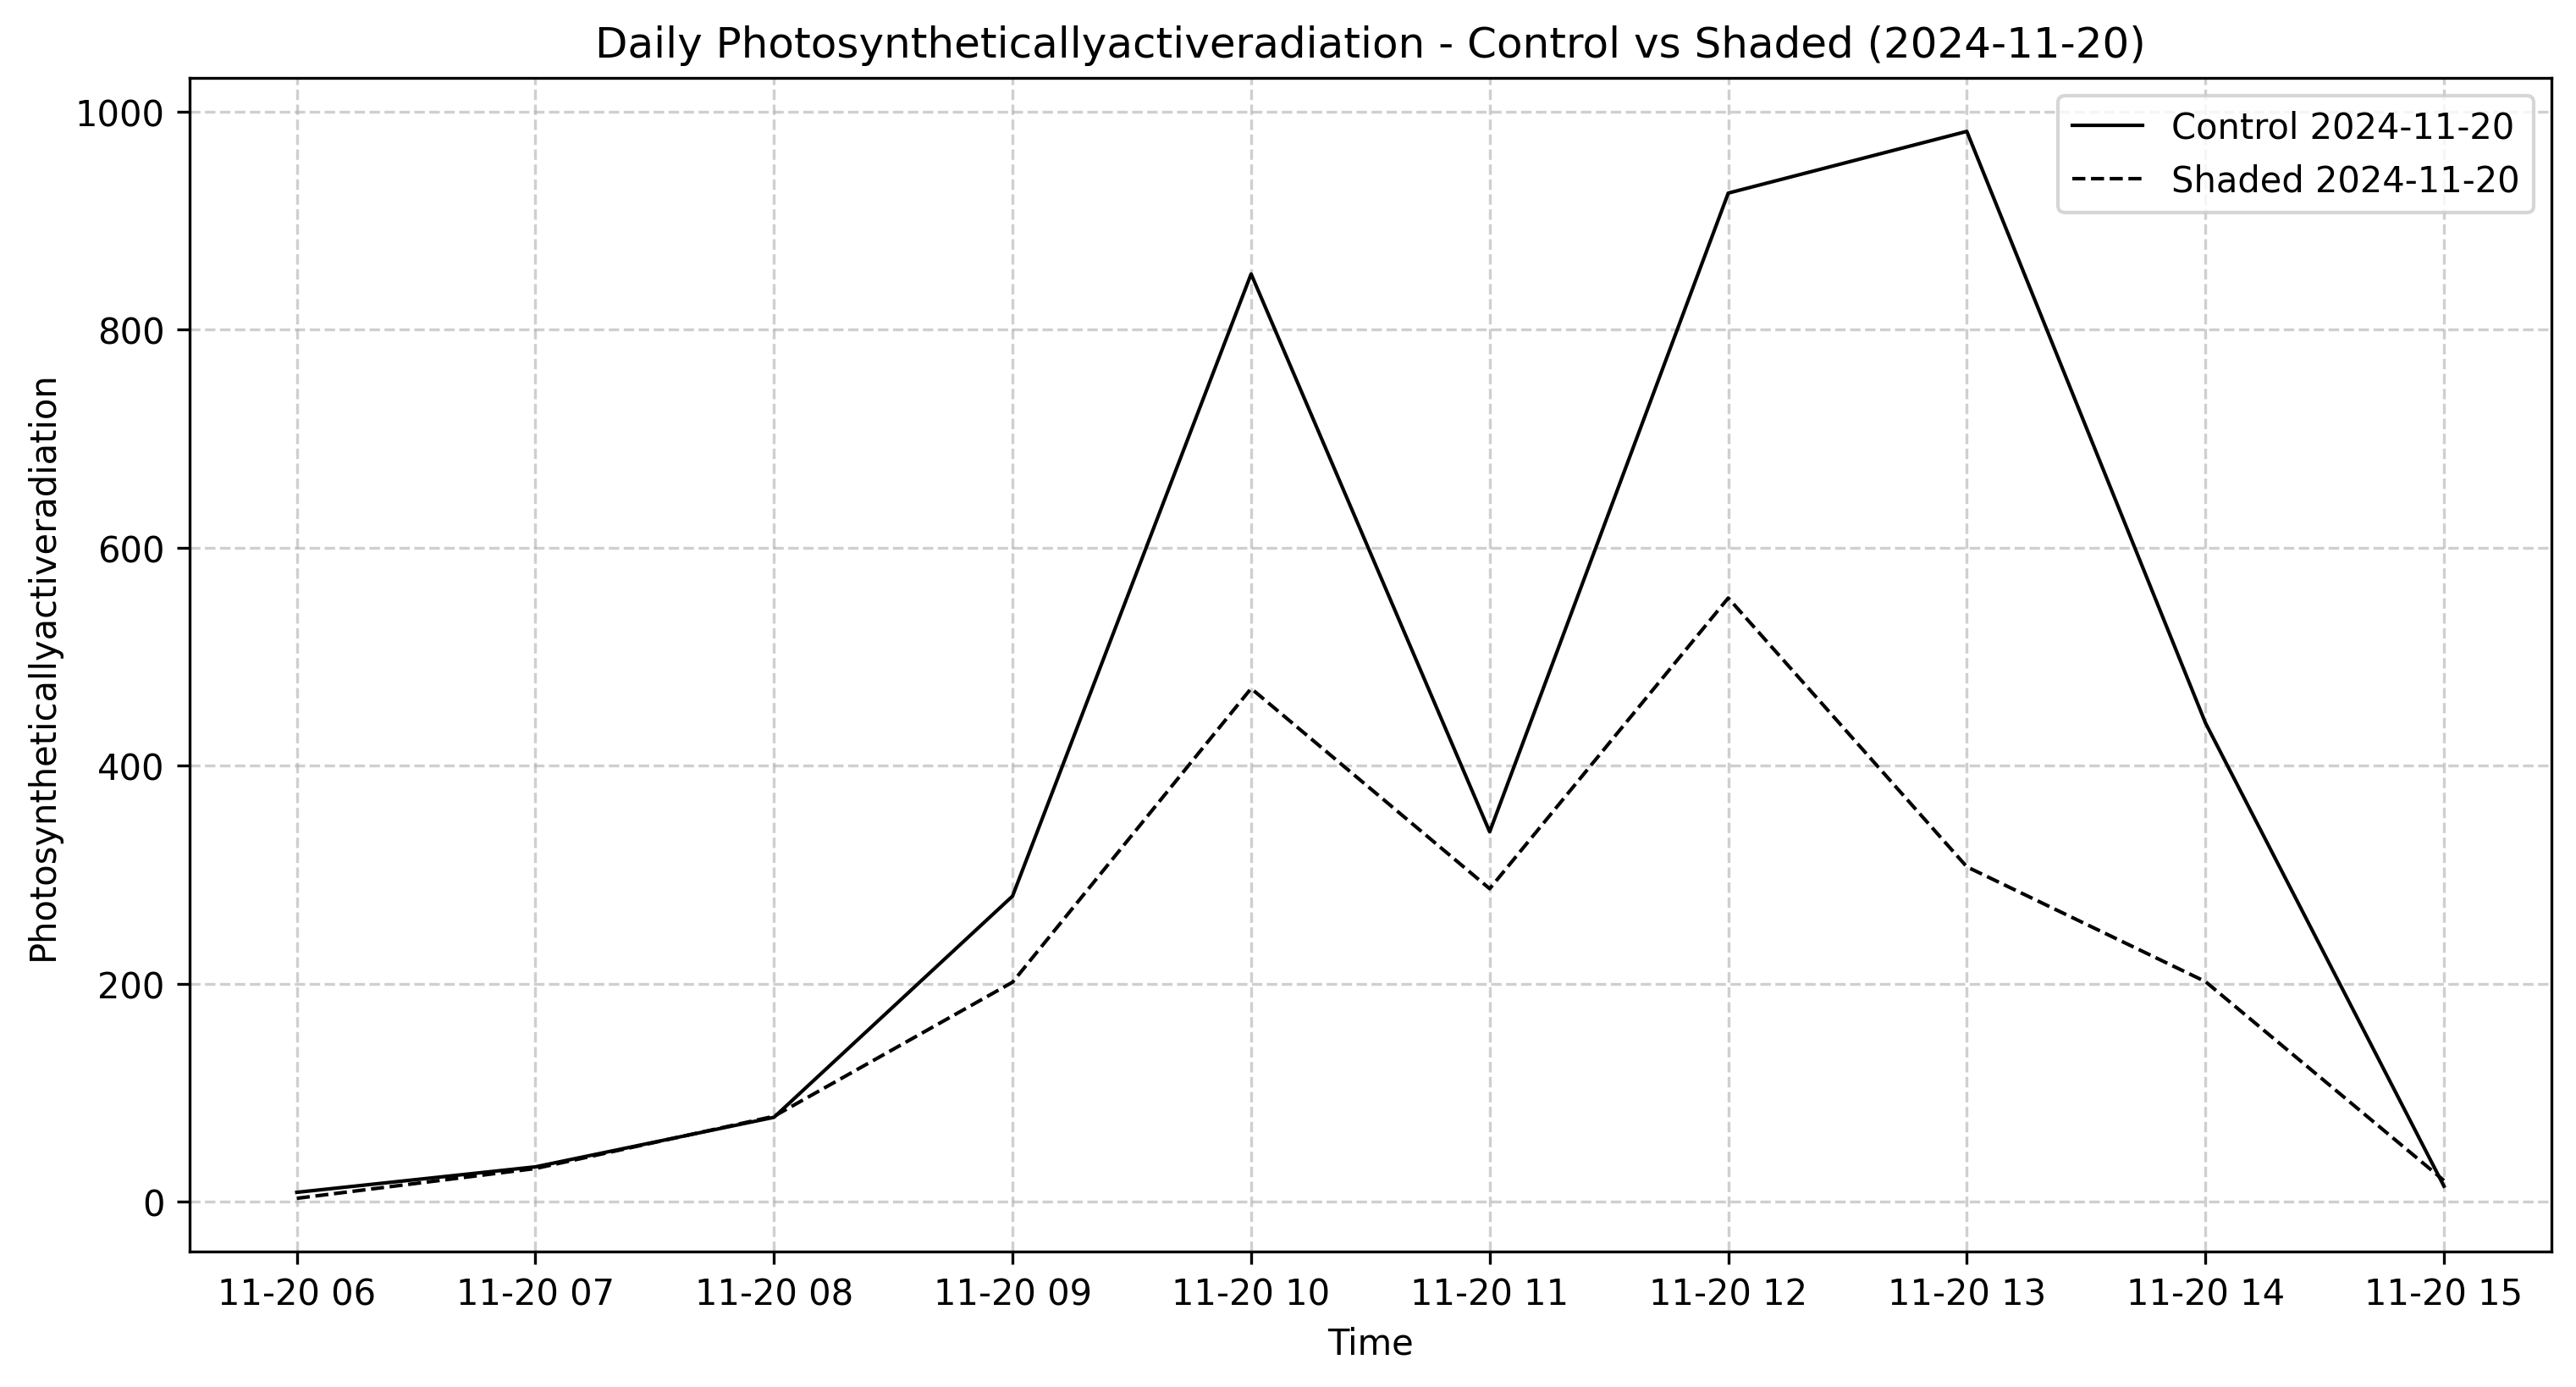 Daily Photosyntheticallyactiveradiation - Control vs Shaded (2024-11-20)
Control 2024-11-20
Shaded 2024-11-20
Photosyntheticallyactiveradiation
1000
800
600
400
200
0
11-20 06 11-20 07 11-20 08 11-20 09 11-20 10 11-20 11 11-20 12 11-20 13 11-20 14 11-20 15
Time